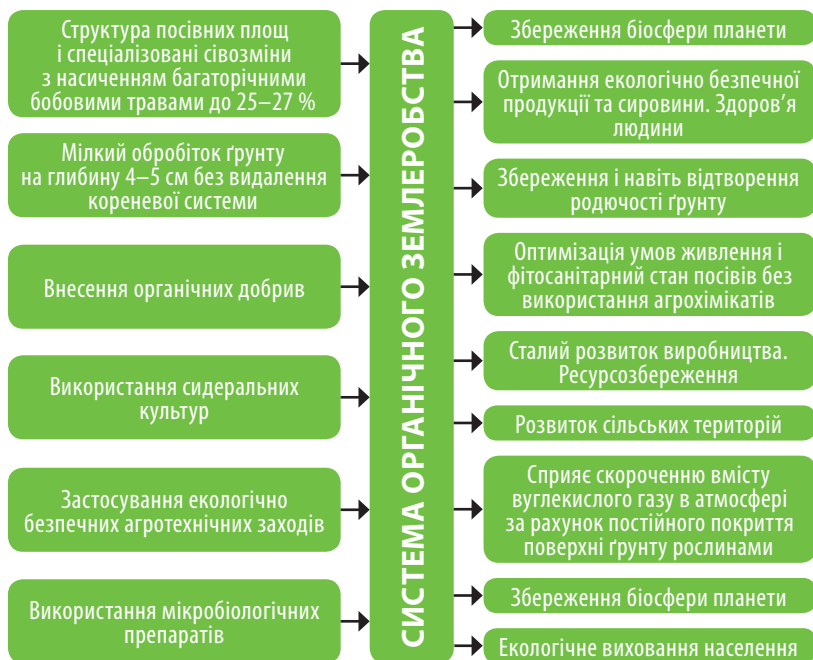 Структура посівних площ
і спеціалізовані сівозміни
з насиченням багаторічними
бобовими травами до 25–27 %
Мілкий обробіток ґрунту
на глибину 4–5 см без видалення
кореневої системи
Внесення органічних добрив
Використання сидеральних
культур
Застосування екологічно
безпечних агротехнічних заходів
Використання мікробіологічних
препаратів
СИСТЕМА ОРГАНІЧНОГО ЗЕМЛЕРОБСТВА
Збереження біосфери планети
Отримання екологічно безпечної
продукції та сировини. Здоров’я
людини
Збереження і навіть відтворення
родючості ґрунту
Оптимізація умов живлення і
фітосанітарний стан посівів без
використання агрохімікатів
Сталий розвиток виробництва.
Ресурсозбереження
Розвиток сільських територій
Сприяє скороченню вмісту
вуглекислого газу в атмосфері
за рахунок постійного покриття
поверхні ґрунту рослинами
Збереження біосфери планети
Екологічне виховання населення